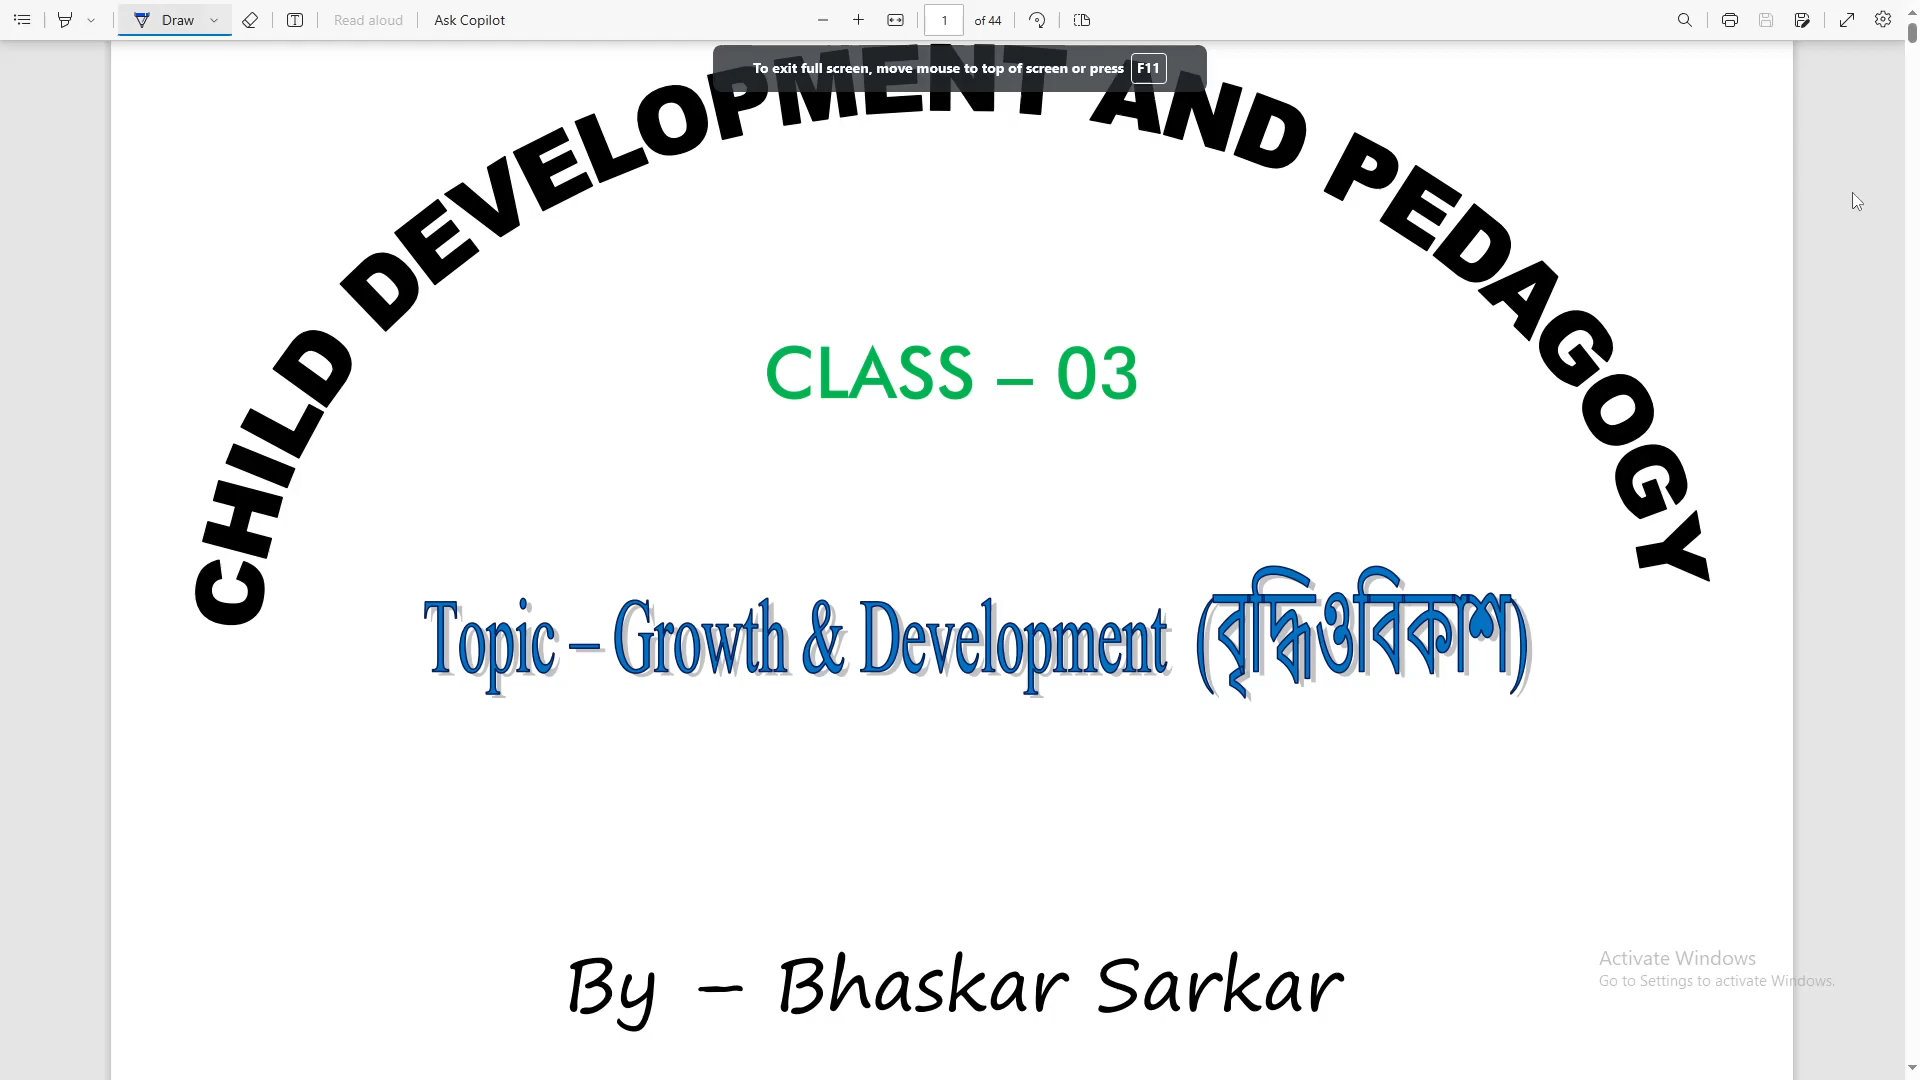 Draw
Read aloud
Ask Copilot
1 of 44
To exit full screen, move mouse to top of screen or press F11
CHILD DEVELOPMENT AND PEDAGOGY
CLASS – 03
Topic – Growth & Development (বৃদ্ধিওবিকাশ)
By – Bhaskar Sarkar
Activate Windows
Go to Settings to activate Windows.